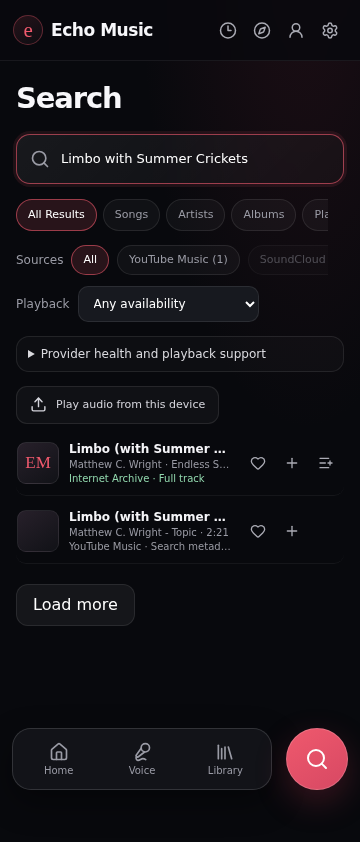 e Echo Music
Search
Limbo with Summer Crickets
All Results Songs Artists Albums Pla
Sources All YouTube Music (1) SoundCloud
Playback Any availability
Provider health and playback support
Play audio from this device
EM
Limbo (with Summer ...
Matthew C. Wright · Endless S...
Internet Archive · Full track
Limbo (with Summer ...
Matthew C. Wright - Topic · 2:21
YouTube Music · Search metad...
Load more
Home Voice Library